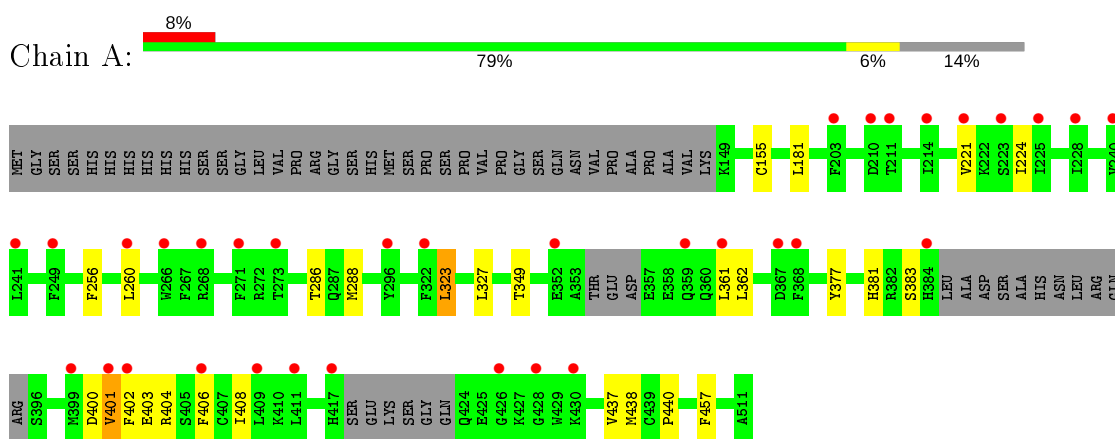 8%
Chain A:
79% 6% 14%
MET GLY SER SER HIS HIS HIS HIS HIS HIS SER SER GLY LEU VAL PRO ARG GLY SER HIS MET SER PRO SER PRO VAL PRO GLY SER GLN ASN VAL PRO ALA PRO ALA VAL LYS K149 C155 L181 F203 D210 T211 I214 V221 K222 S223 I224 I225 I228
L241 F249 F256 L260 W266 F267 R268 F271 R272 T273 T286 Q287 M288 Y296 F322 L323 L327 T349 E352 A353 THR GLU ASP E357 E358 Q359 Q360 L361 L362 D367 F368 Y377 H381 R382 S383 H384 LEU ALA ASP SER ALA HIS ASN LEU ARG
ARG S396 M399 D400 V401 F402 E403 R404 S405 F406 C407 I408 L409 K410 L411 H417 SER GLU LYS SER GLY GLN Q424 E425 G426 K427 G428 W429 K430 V437 M438 C439 P440 F457 A511